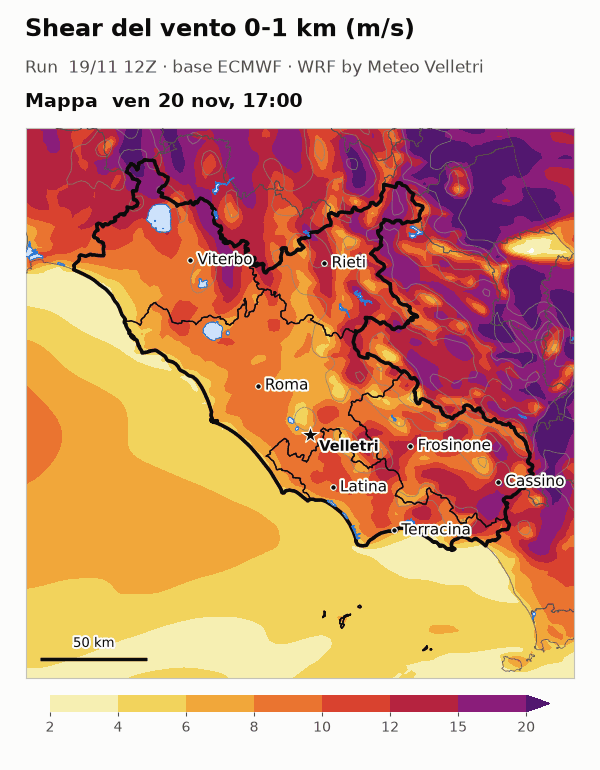 Shear del vento 0-1 km (m/s)
Run  19/11 12Z · base ECMWF · WRF by Meteo Velletri
Mappa  ven 20 nov, 17:00
Viterbo
Rieti
Roma
Velletri
Frosinone
Cassino
Latina
Terracina
50 km
2 4 6 8 10 12 15 20